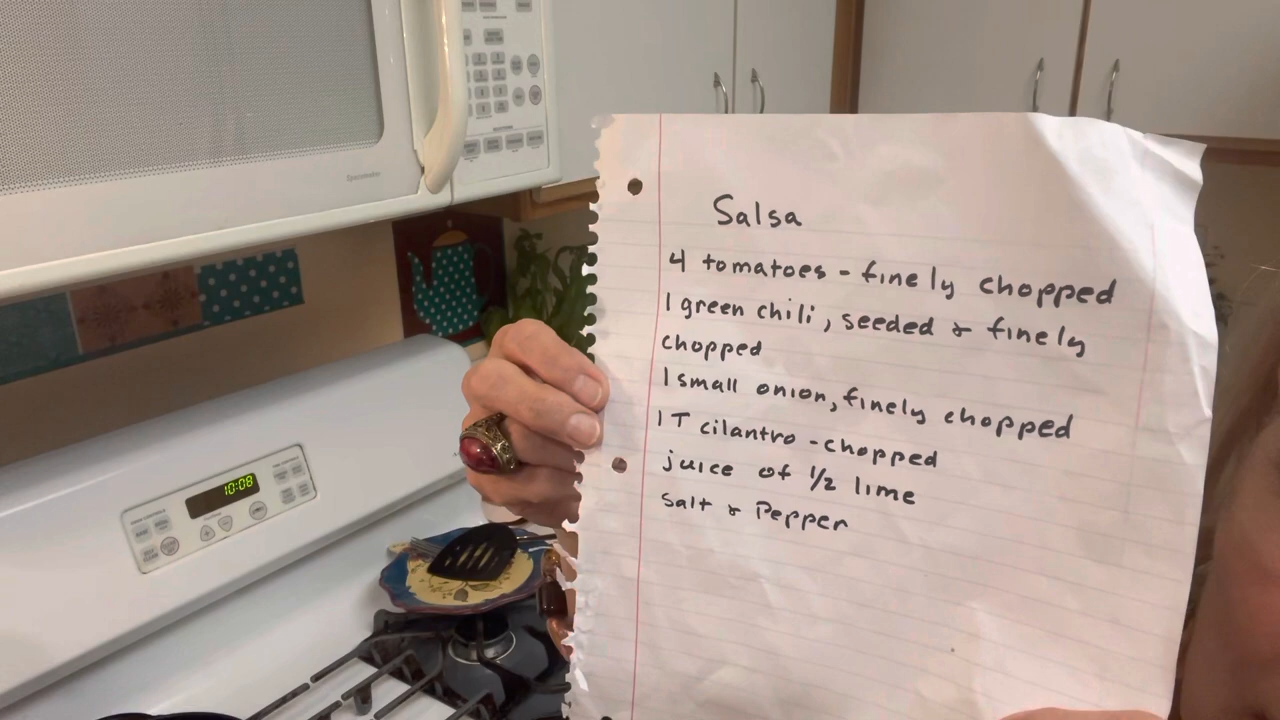 Spacemaker
10:08
Salsa
4 tomatoes - finely chopped
1 green chili, seeded & finely
chopped
1 small onion, finely chopped
1 T cilantro - chopped
juice of 1/2 lime
Salt & Pepper